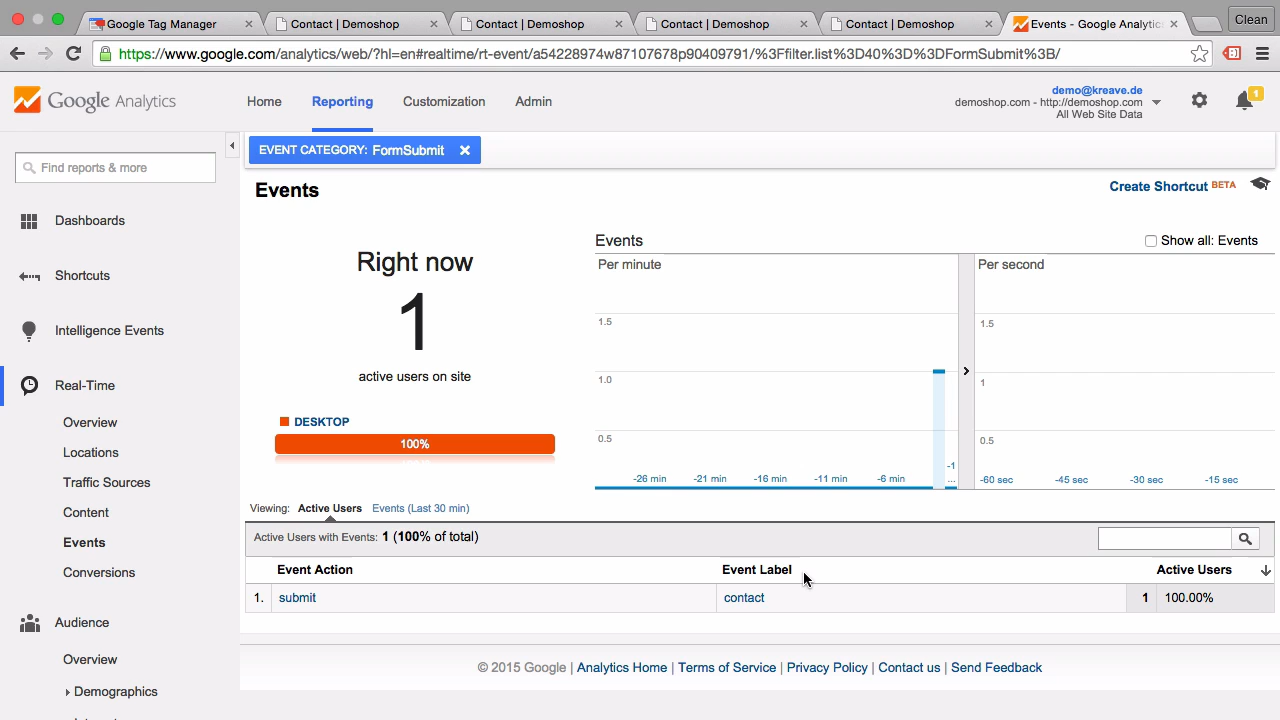 Google Tag Manager
Contact | Demoshop
Contact | Demoshop
Contact | Demoshop
Contact | Demoshop
Events - Google Analytics
Clean
https://www.google.com/analytics/web/?hl=en#realtime/rt-event/a54228974w87107678p90409791/%3Ffilter.list%3D40%3D%3DFormSubmit%3B/
Google Analytics
Home
Reporting
Customization
Admin
demo@kreave.de
demoshop.com - http://demoshop.com
All Web Site Data
1
Find reports & more
Dashboards
Shortcuts
Intelligence Events
Real-Time
Overview
Locations
Traffic Sources
Content
Events
Conversions
Audience
Overview
Demographics
EVENT CATEGORY: FormSubmit
Events
Create Shortcut BETA
Right now
1
active users on site
DESKTOP
100%
Events
Show all: Events
Per minute
1.5
1.0
0.5
-26 min -21 min -16 min -11 min -6 min -1 ...
Per second
1.5
1
0.5
-60 sec -45 sec -30 sec -15 sec
Viewing: Active Users Events (Last 30 min)
Active Users with Events: 1 (100% of total)
Event Action Event Label Active Users
1. submit contact 1 100.00%
© 2015 Google | Analytics Home | Terms of Service | Privacy Policy | Contact us | Send Feedback